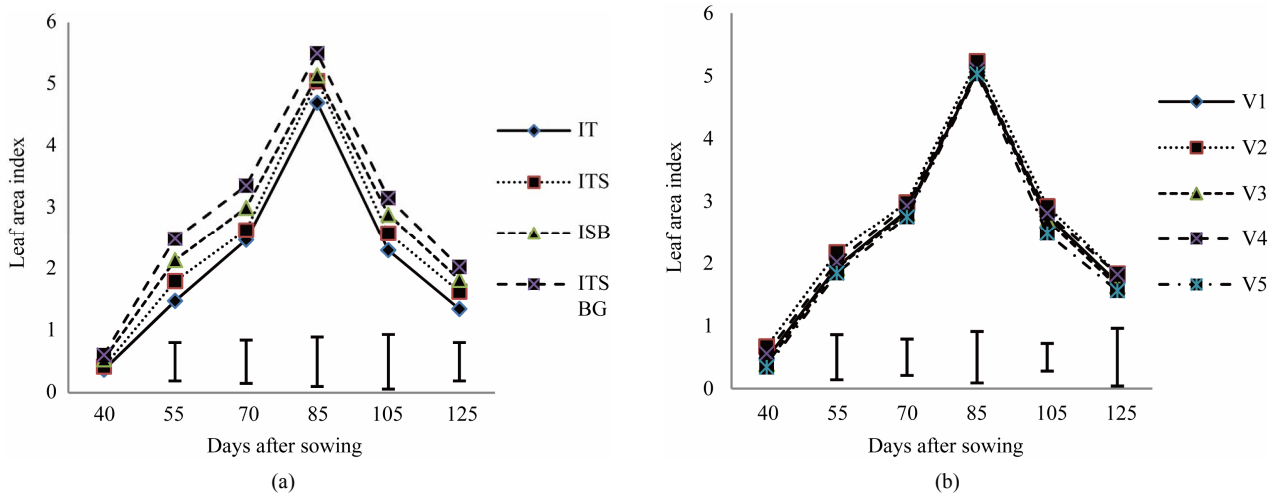 6
5
4
3
2
1
0
Leaf area index
40 55 70 85 105 125
Days after sowing
IT
ITS
ISB
ITS
BG
(a)
6
5
4
3
2
1
0
Leaf area index
40 55 70 85 105 125
Days after sowing
V1
V2
V3
V4
V5
(b)